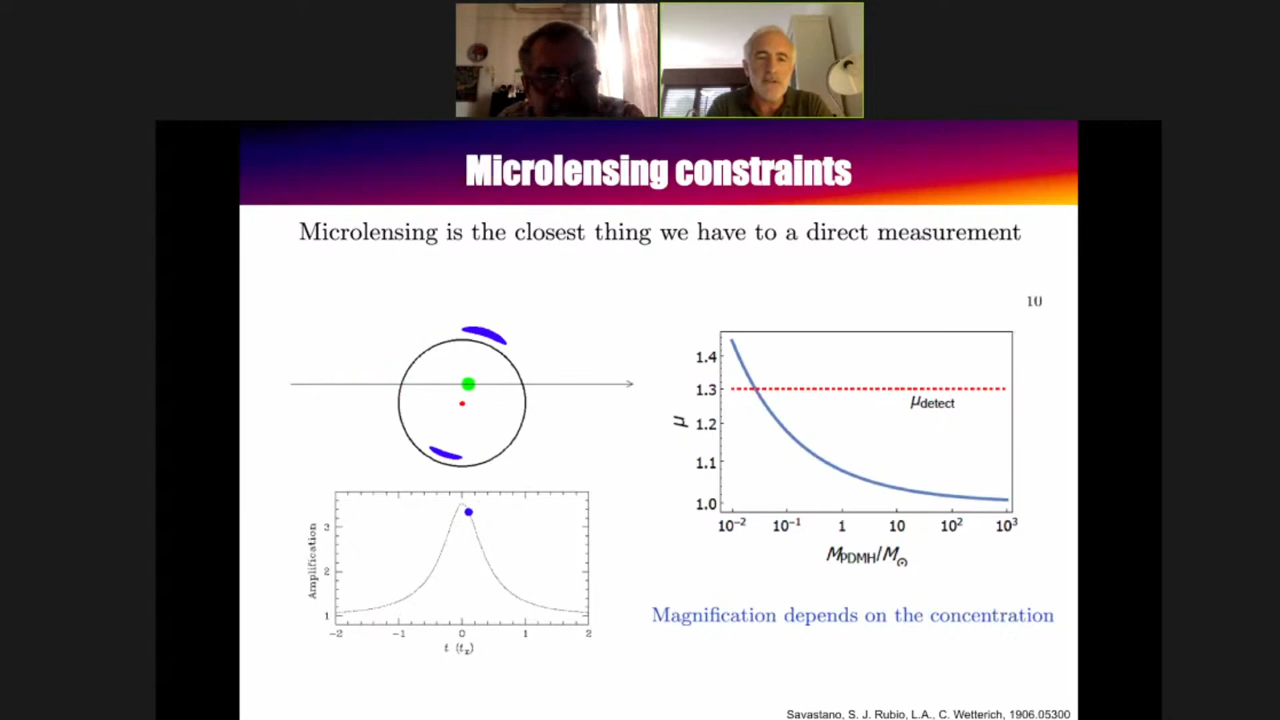 Microlensing constraints
Microlensing is the closest thing we have to a direct measurement
10
1.4
1.3
1.2
1.1
1.0
μ
μdetect
10⁻² 10⁻¹ 1 10 10² 10³
MPDMH/M⊙
Amplification
3
2
1
-2 -1 0 1 2
t (tE)
Magnification depends on the concentration
Savastano, S. J. Rubio, L.A., C. Wetterich, 1906.05300